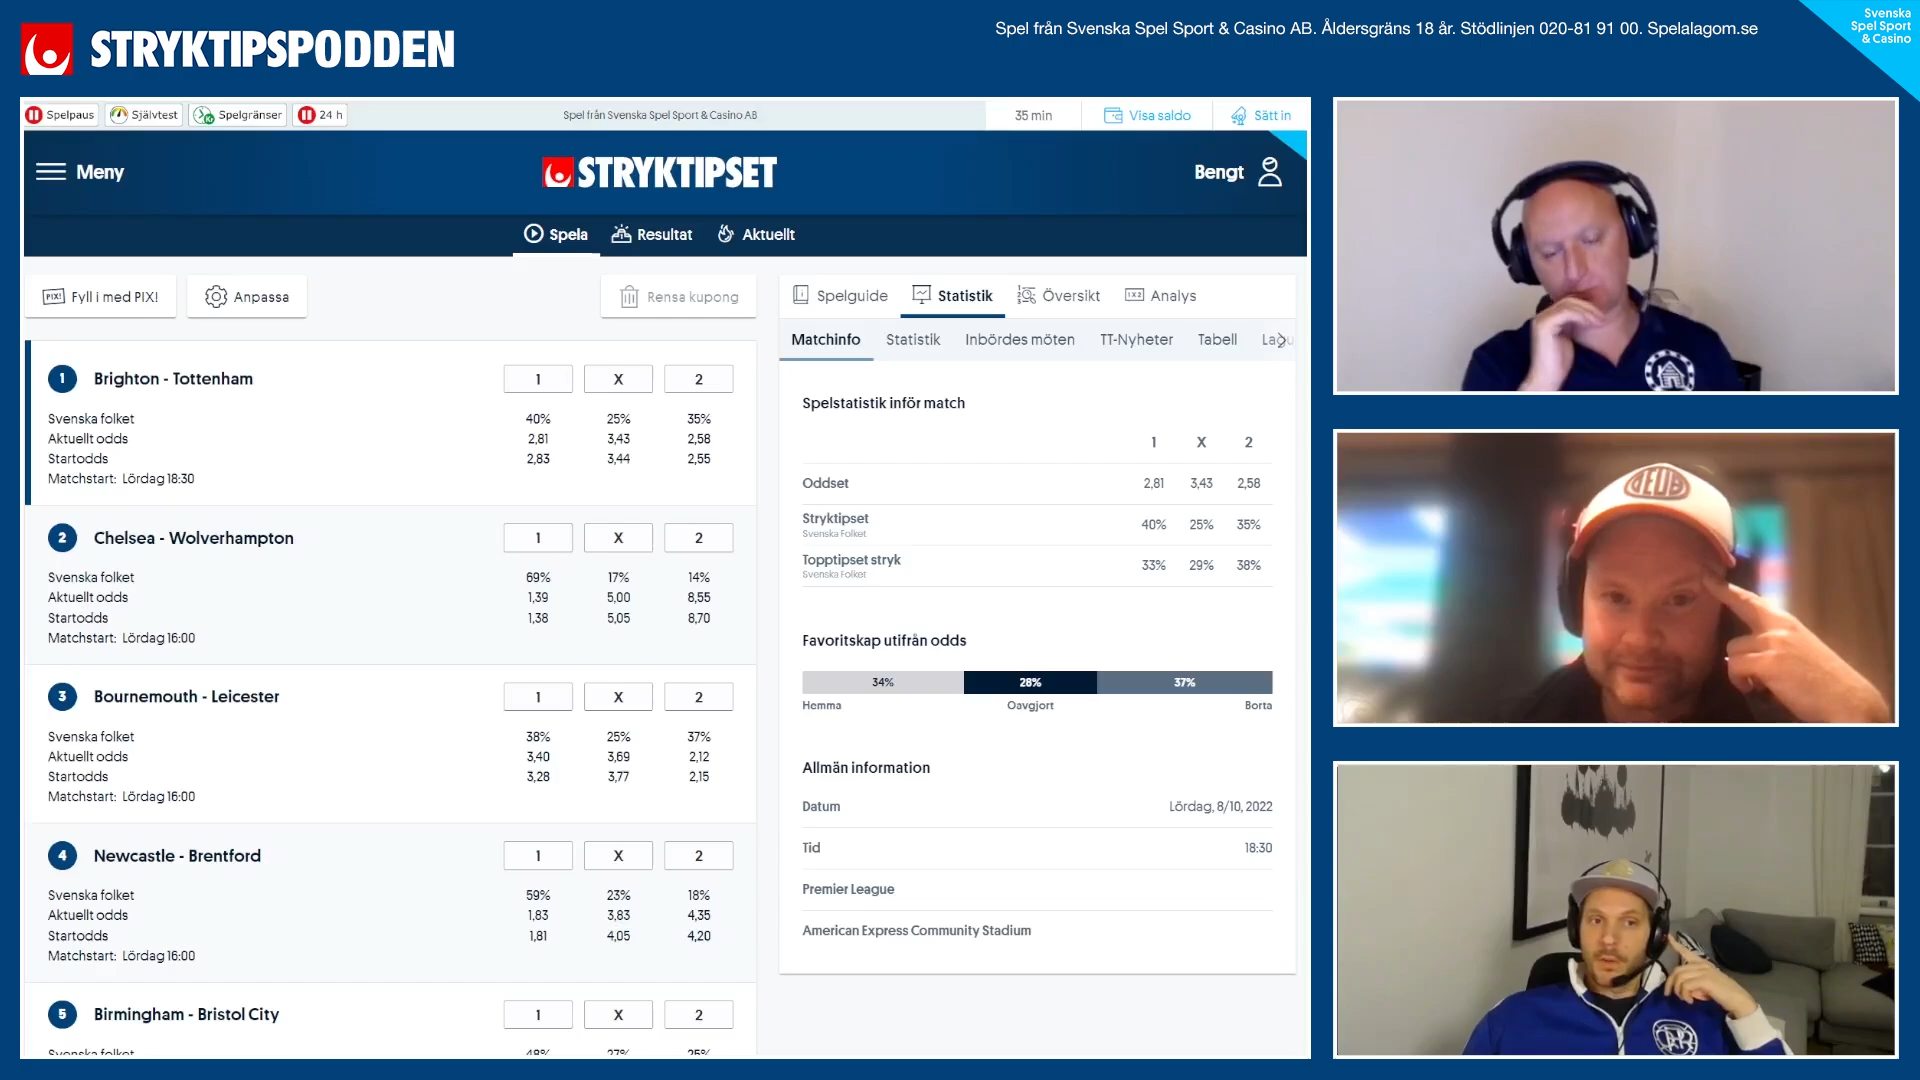 STRYKTIPSPODDEN
Spel från Svenska Spel Sport & Casino AB. Åldersgräns 18 år. Stödlinjen 020-81 91 00. Spelalagom.se
Svenska
Spel Sport
& Casino
Spelpaus
Självtest
Spelgränser
24 h
Spel från Svenska Spel Sport & Casino AB
35 min
Visa saldo
Sätt in
Meny
STRYKTIPSET
Bengt
Spela
Resultat
Aktuellt
PIX! Fyll i med PIX!
Anpassa
Rensa kupong
1 Brighton - Tottenham 1 X 2
Svenska folket 40% 25% 35%
Aktuellt odds 2,81 3,43 2,58
Startodds 2,83 3,44 2,55
Matchstart: Lördag 18:30
2 Chelsea - Wolverhampton 1 X 2
Svenska folket 69% 17% 14%
Aktuellt odds 1,39 5,00 8,55
Startodds 1,38 5,05 8,70
Matchstart: Lördag 16:00
3 Bournemouth - Leicester 1 X 2
Svenska folket 38% 25% 37%
Aktuellt odds 3,40 3,69 2,12
Startodds 3,28 3,77 2,15
Matchstart: Lördag 16:00
4 Newcastle - Brentford 1 X 2
Svenska folket 59% 23% 18%
Aktuellt odds 1,83 3,83 4,35
Startodds 1,81 4,05 4,20
Matchstart: Lördag 16:00
5 Birmingham - Bristol City 1 X 2
Svenska folket 48% 27% 25%
Spelguide
Statistik
Översikt
1X2 Analys
Matchinfo
Statistik
Inbördes möten
TT-Nyheter
Tabell
Spelstatistik inför match
1 X 2
Oddset 2,81 3,43 2,58
Stryktipset 40% 25% 35%
Svenska Folket
Topptipset stryk 33% 29% 38%
Svenska Folket
Favoritskap utifrån odds
34% 28% 37%
Hemma Oavgjort Borta
Allmän information
Datum Lördag, 8/10, 2022
Tid 18:30
Premier League
American Express Community Stadium